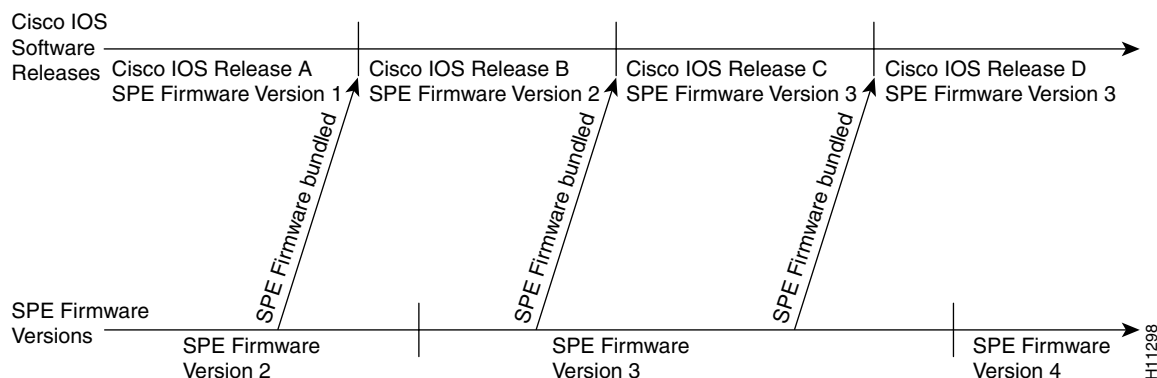 Cisco IOS
Software
Releases
Cisco IOS Release A
SPE Firmware Version 1
Cisco IOS Release B
SPE Firmware Version 2
Cisco IOS Release C
SPE Firmware Version 3
Cisco IOS Release D
SPE Firmware Version 3
SPE Firmware bundled
SPE Firmware bundled
SPE Firmware bundled
SPE Firmware
Versions
SPE Firmware
Version 2
SPE Firmware
Version 3
SPE Firmware
Version 4
H11298